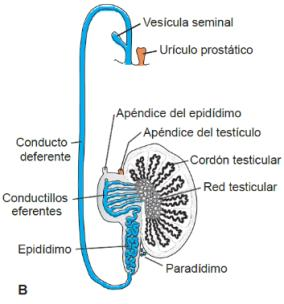 Vesícula seminal
Urículo prostático
Apéndice del epidídimo
Apéndice del testículo
Conducto
deferente
Cordón testicular
Conductillos
eferentes
Red testicular
Epidídimo
Paradídimo
B